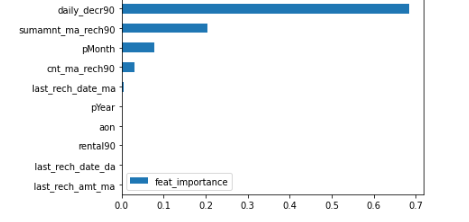 daily_decr90
sumamnt_ma_rech90
pMonth
cnt_ma_rech90
last_rech_date_ma
pYear
aon
rental90
last_rech_date_da
last_rech_amt_ma
feat_importance
0.0 0.1 0.2 0.3 0.4 0.5 0.6 0.7